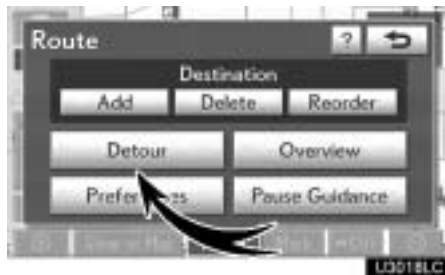 Route ?
Destination
Add Delete Reorder
Detour Overview
Pause Guidance
U3018LC